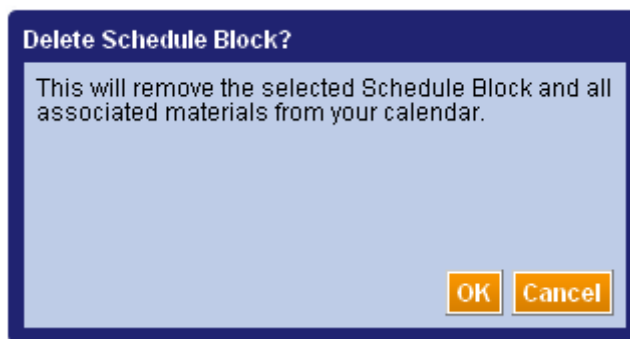 Delete Schedule Block?
This will remove the selected Schedule Block and all
associated materials from your calendar.
OK Cancel